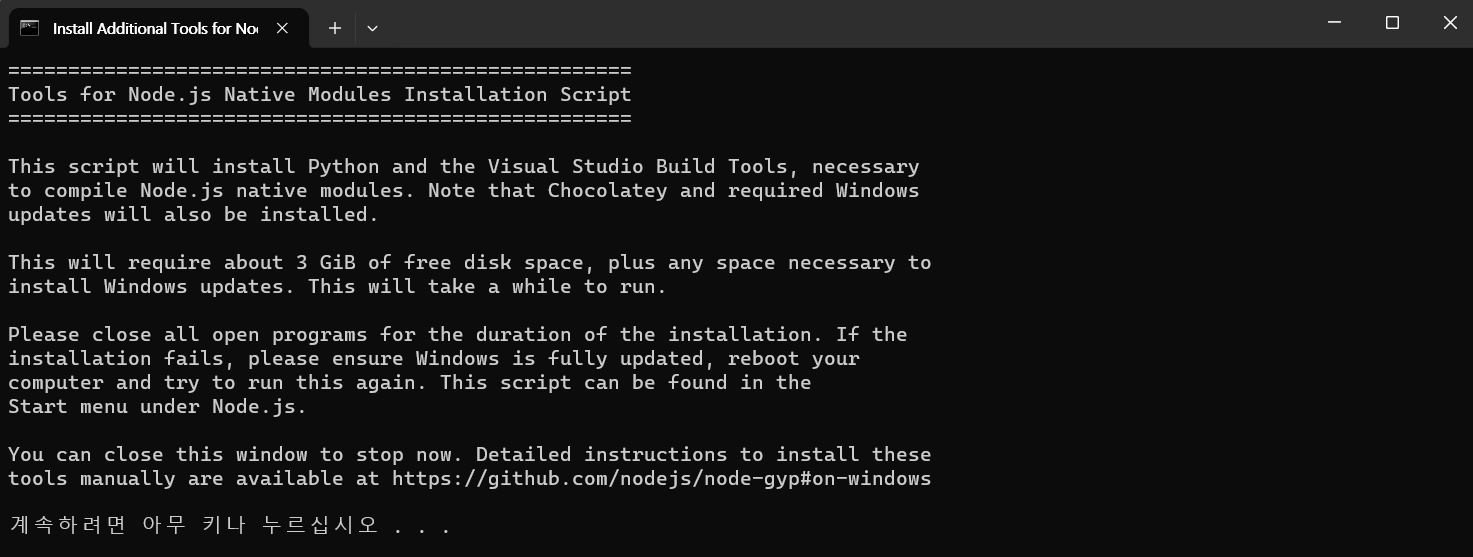 Install Additional Tools for No
====================================================
Tools for Node.js Native Modules Installation Script
====================================================
This script will install Python and the Visual Studio Build Tools, necessary
to compile Node.js native modules. Note that Chocolatey and required Windows
updates will also be installed.
This will require about 3 GiB of free disk space, plus any space necessary to
install Windows updates. This will take a while to run.
Please close all open programs for the duration of the installation. If the
installation fails, please ensure Windows is fully updated, reboot your
computer and try to run this again. This script can be found in the
Start menu under Node.js.
You can close this window to stop now. Detailed instructions to install these
tools manually are available at https://github.com/nodejs/node-gyp#on-windows
계속하려면 아무 키나 누르십시오 . . .